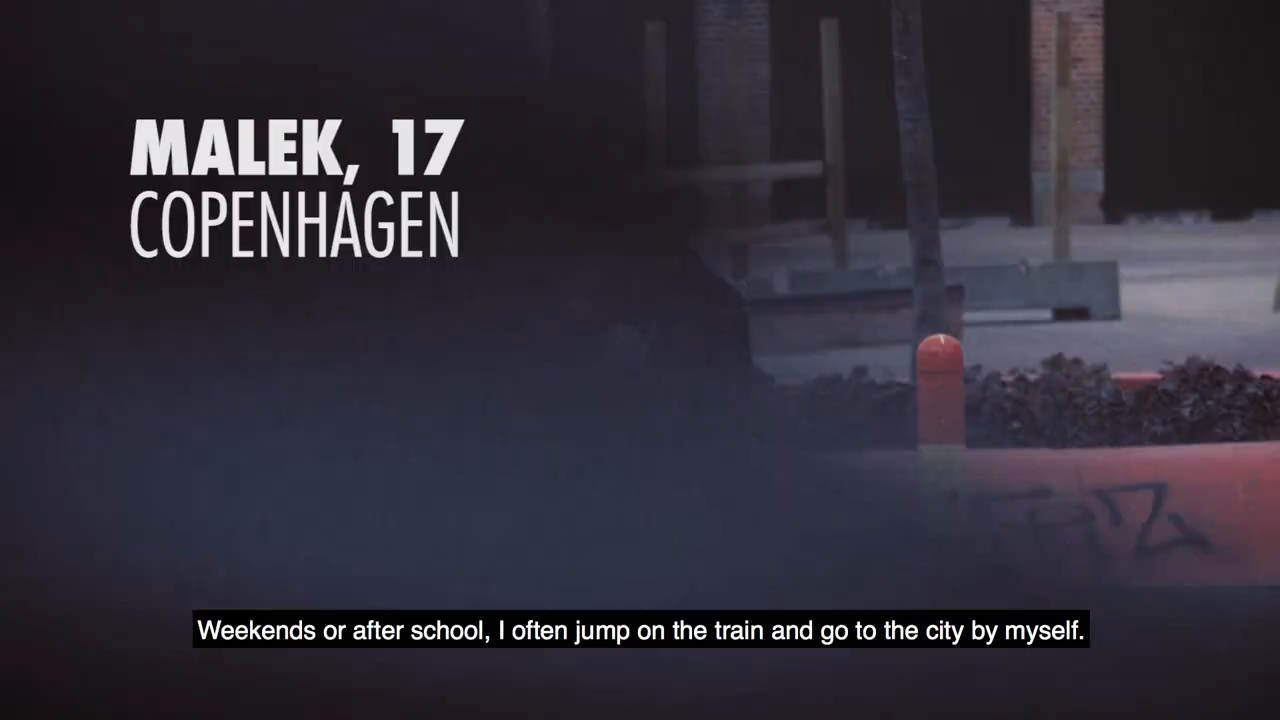 MALEK, 17
COPENHAGEN
Weekends or after school, I often jump on the train and go to the city by myself.